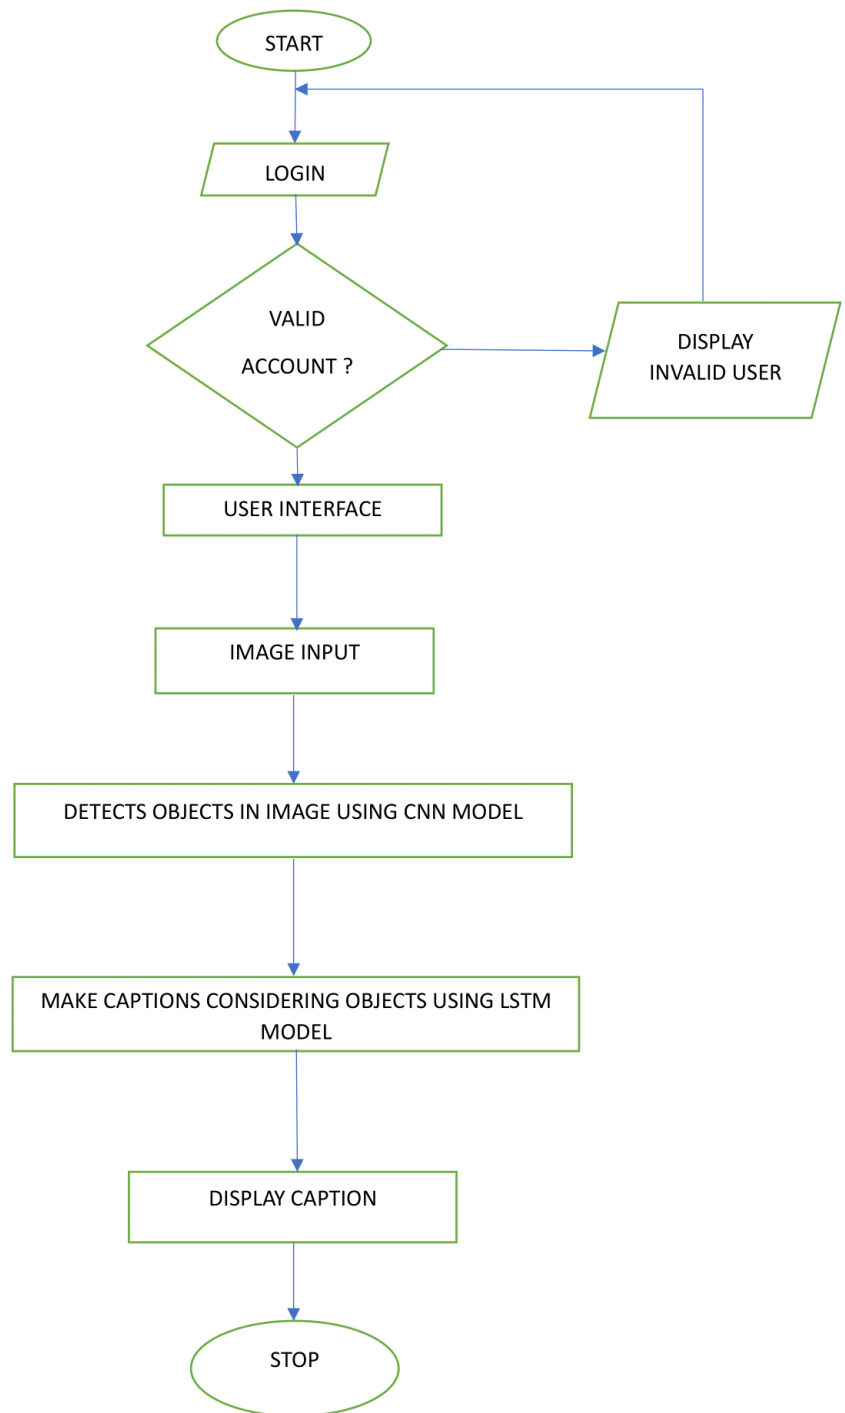 START
LOGIN
VALID
ACCOUNT ?
DISPLAY
INVALID USER
USER INTERFACE
IMAGE INPUT
DETECTS OBJECTS IN IMAGE USING CNN MODEL
MAKE CAPTIONS CONSIDERING OBJECTS USING LSTM
MODEL
DISPLAY CAPTION
STOP